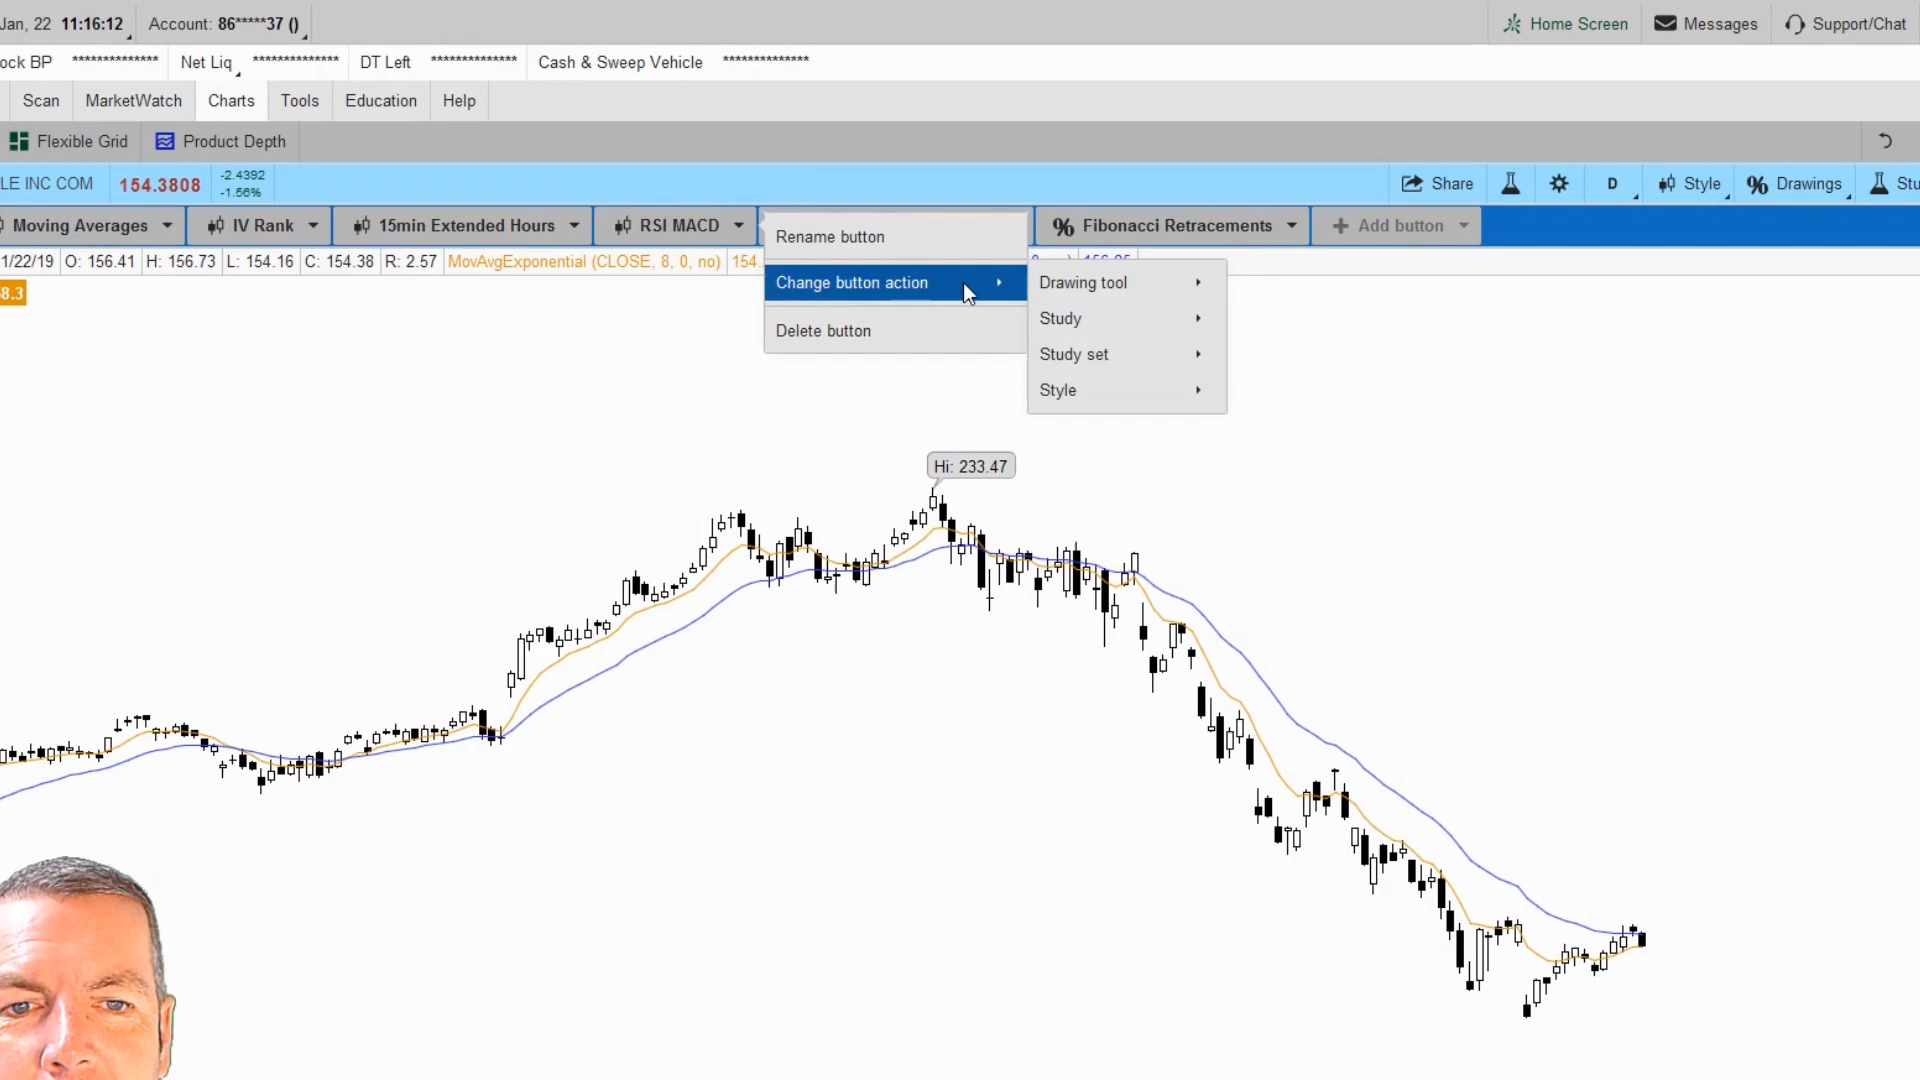 Jan, 22 11:16:12 Account: 86*****37 () Home Screen Messages Support/Chat
ock BP ************** Net Liq ************** DT Left ************** Cash & Sweep Vehicle **************
Scan MarketWatch Charts Tools Education Help
Flexible Grid Product Depth
LE INC COM 154.3808 -2.4392 Share D Style Drawings Stu
-1.56%
Moving Averages IV Rank 15min Extended Hours RSI MACD Rename button Fibonacci Retracements Add button
1/22/19 O: 156.41 H: 156.73 L: 154.16 C: 154.38 R: 2.57 MovAvgExponential (CLOSE, 8, 0, no) 154.
8.3 Change button action Drawing tool
Delete button Study
Study set
Style
Hi: 233.47